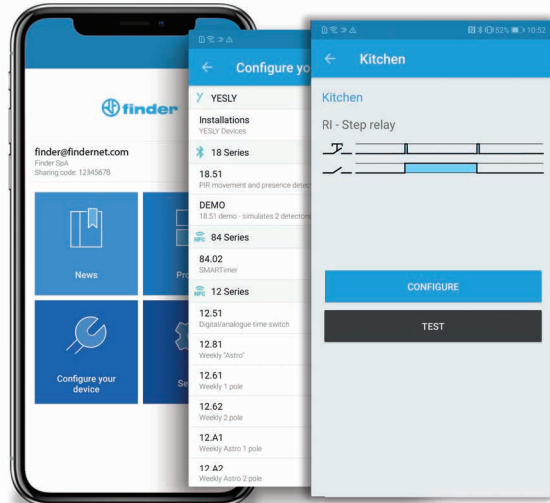 finder
finder@findernet.com
Finder SpA
Sharing code: 12345678
News
Configure your
device
Configure
YESLY
Installations
YESLY Devices
18 Series
18.51
PIR movement and presence
DEMO
18.51 demo - simulates 2
NFC 84 Series
84.02
SMARTimer
NFC 12 Series
12.51
Digital/analogue time switch
12.81
Weekly "Astro"
12.61
Weekly 1 pole
12.62
Weekly 2 pole
12.A1
Weekly Astro 1 pole
12.A2
Weekly Astro 2 pole
52% 10:52
Kitchen
Kitchen
RI - Step relay
CONFIGURE
TEST